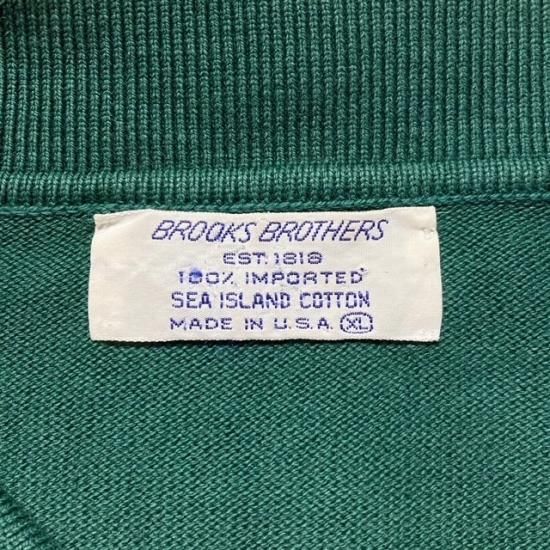 BROOKS BROTHERS
EST. 1818
100% IMPORTED
SEA ISLAND COTTON
MADE IN U.S.A. XL